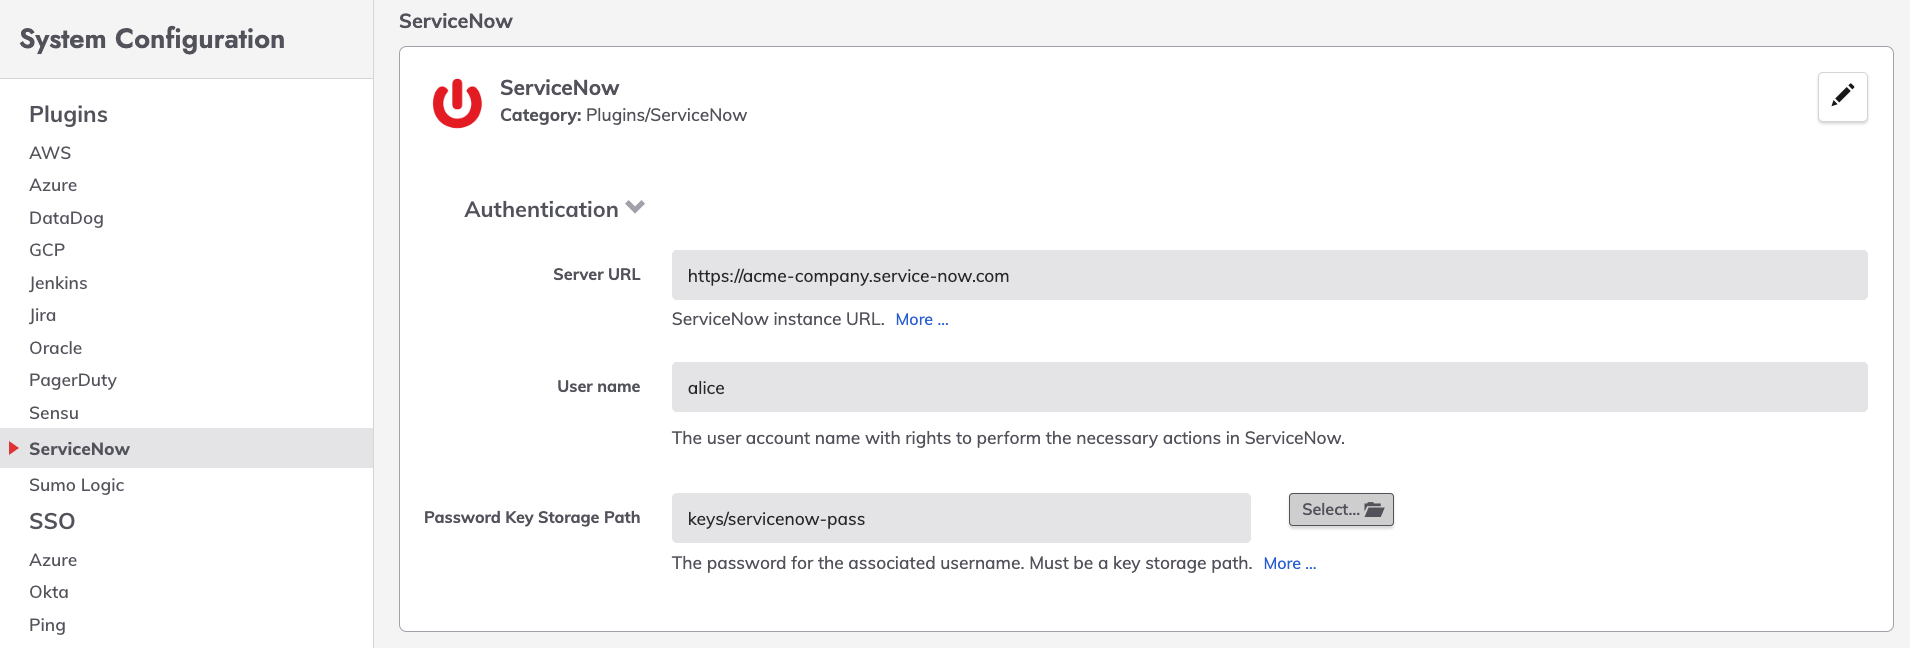 System Configuration
Plugins
AWS
Azure
DataDog
GCP
Jenkins
Jira
Oracle
PagerDuty
Sensu
ServiceNow
Sumo Logic
SSO
Azure
Okta
Ping
ServiceNow
ServiceNow
Category: Plugins/ServiceNow
Authentication
Server URL
https://acme-company.service-now.com
ServiceNow instance URL. More ...
User name
alice
The user account name with rights to perform the necessary actions in ServiceNow.
Password Key Storage Path
keys/servicenow-pass
Select...
The password for the associated username. Must be a key storage path. More ...